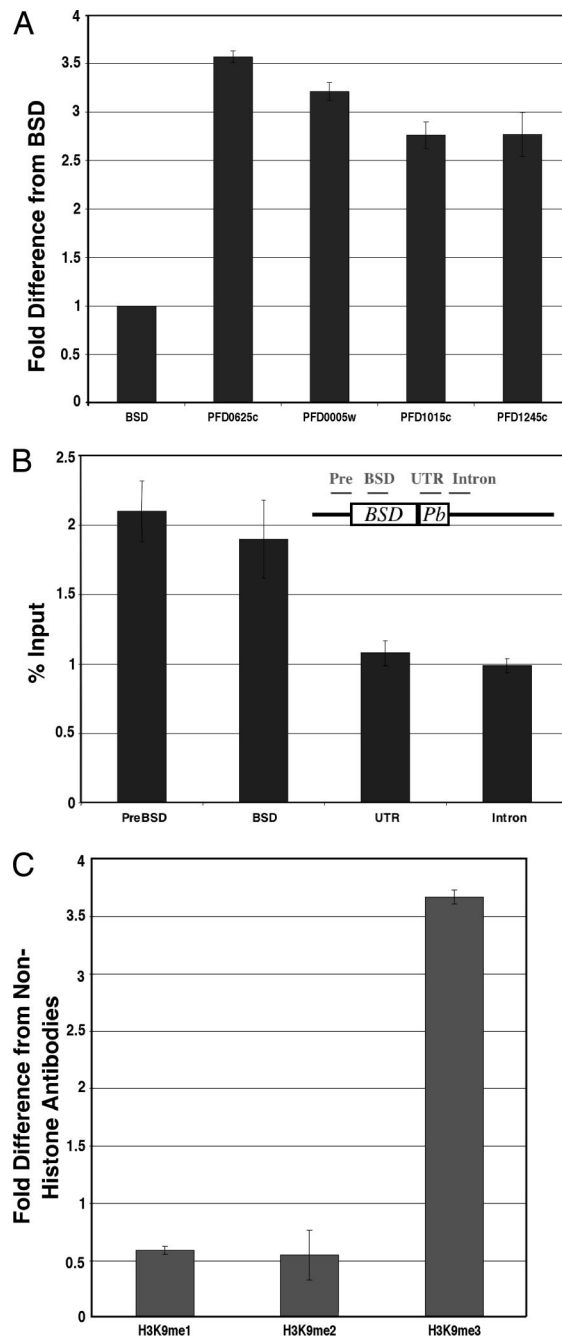 A
Fold Difference from BSD
4
3.5
3
2.5
2
1.5
1
0.5
0
BSD
PFD0625c
PFD0005w
PFD1015c
PFD1245c
B
% Input
2.5
2
1.5
1
0.5
0
Pre BSD UTR Intron
BSD Pb
PreBSD
BSD
UTR
Intron
C
Fold Difference from Non-
Histone Antibodies
4
3.5
3
2.5
2
1.5
1
0.5
0
H3K9me1
H3K9me2
H3K9me3